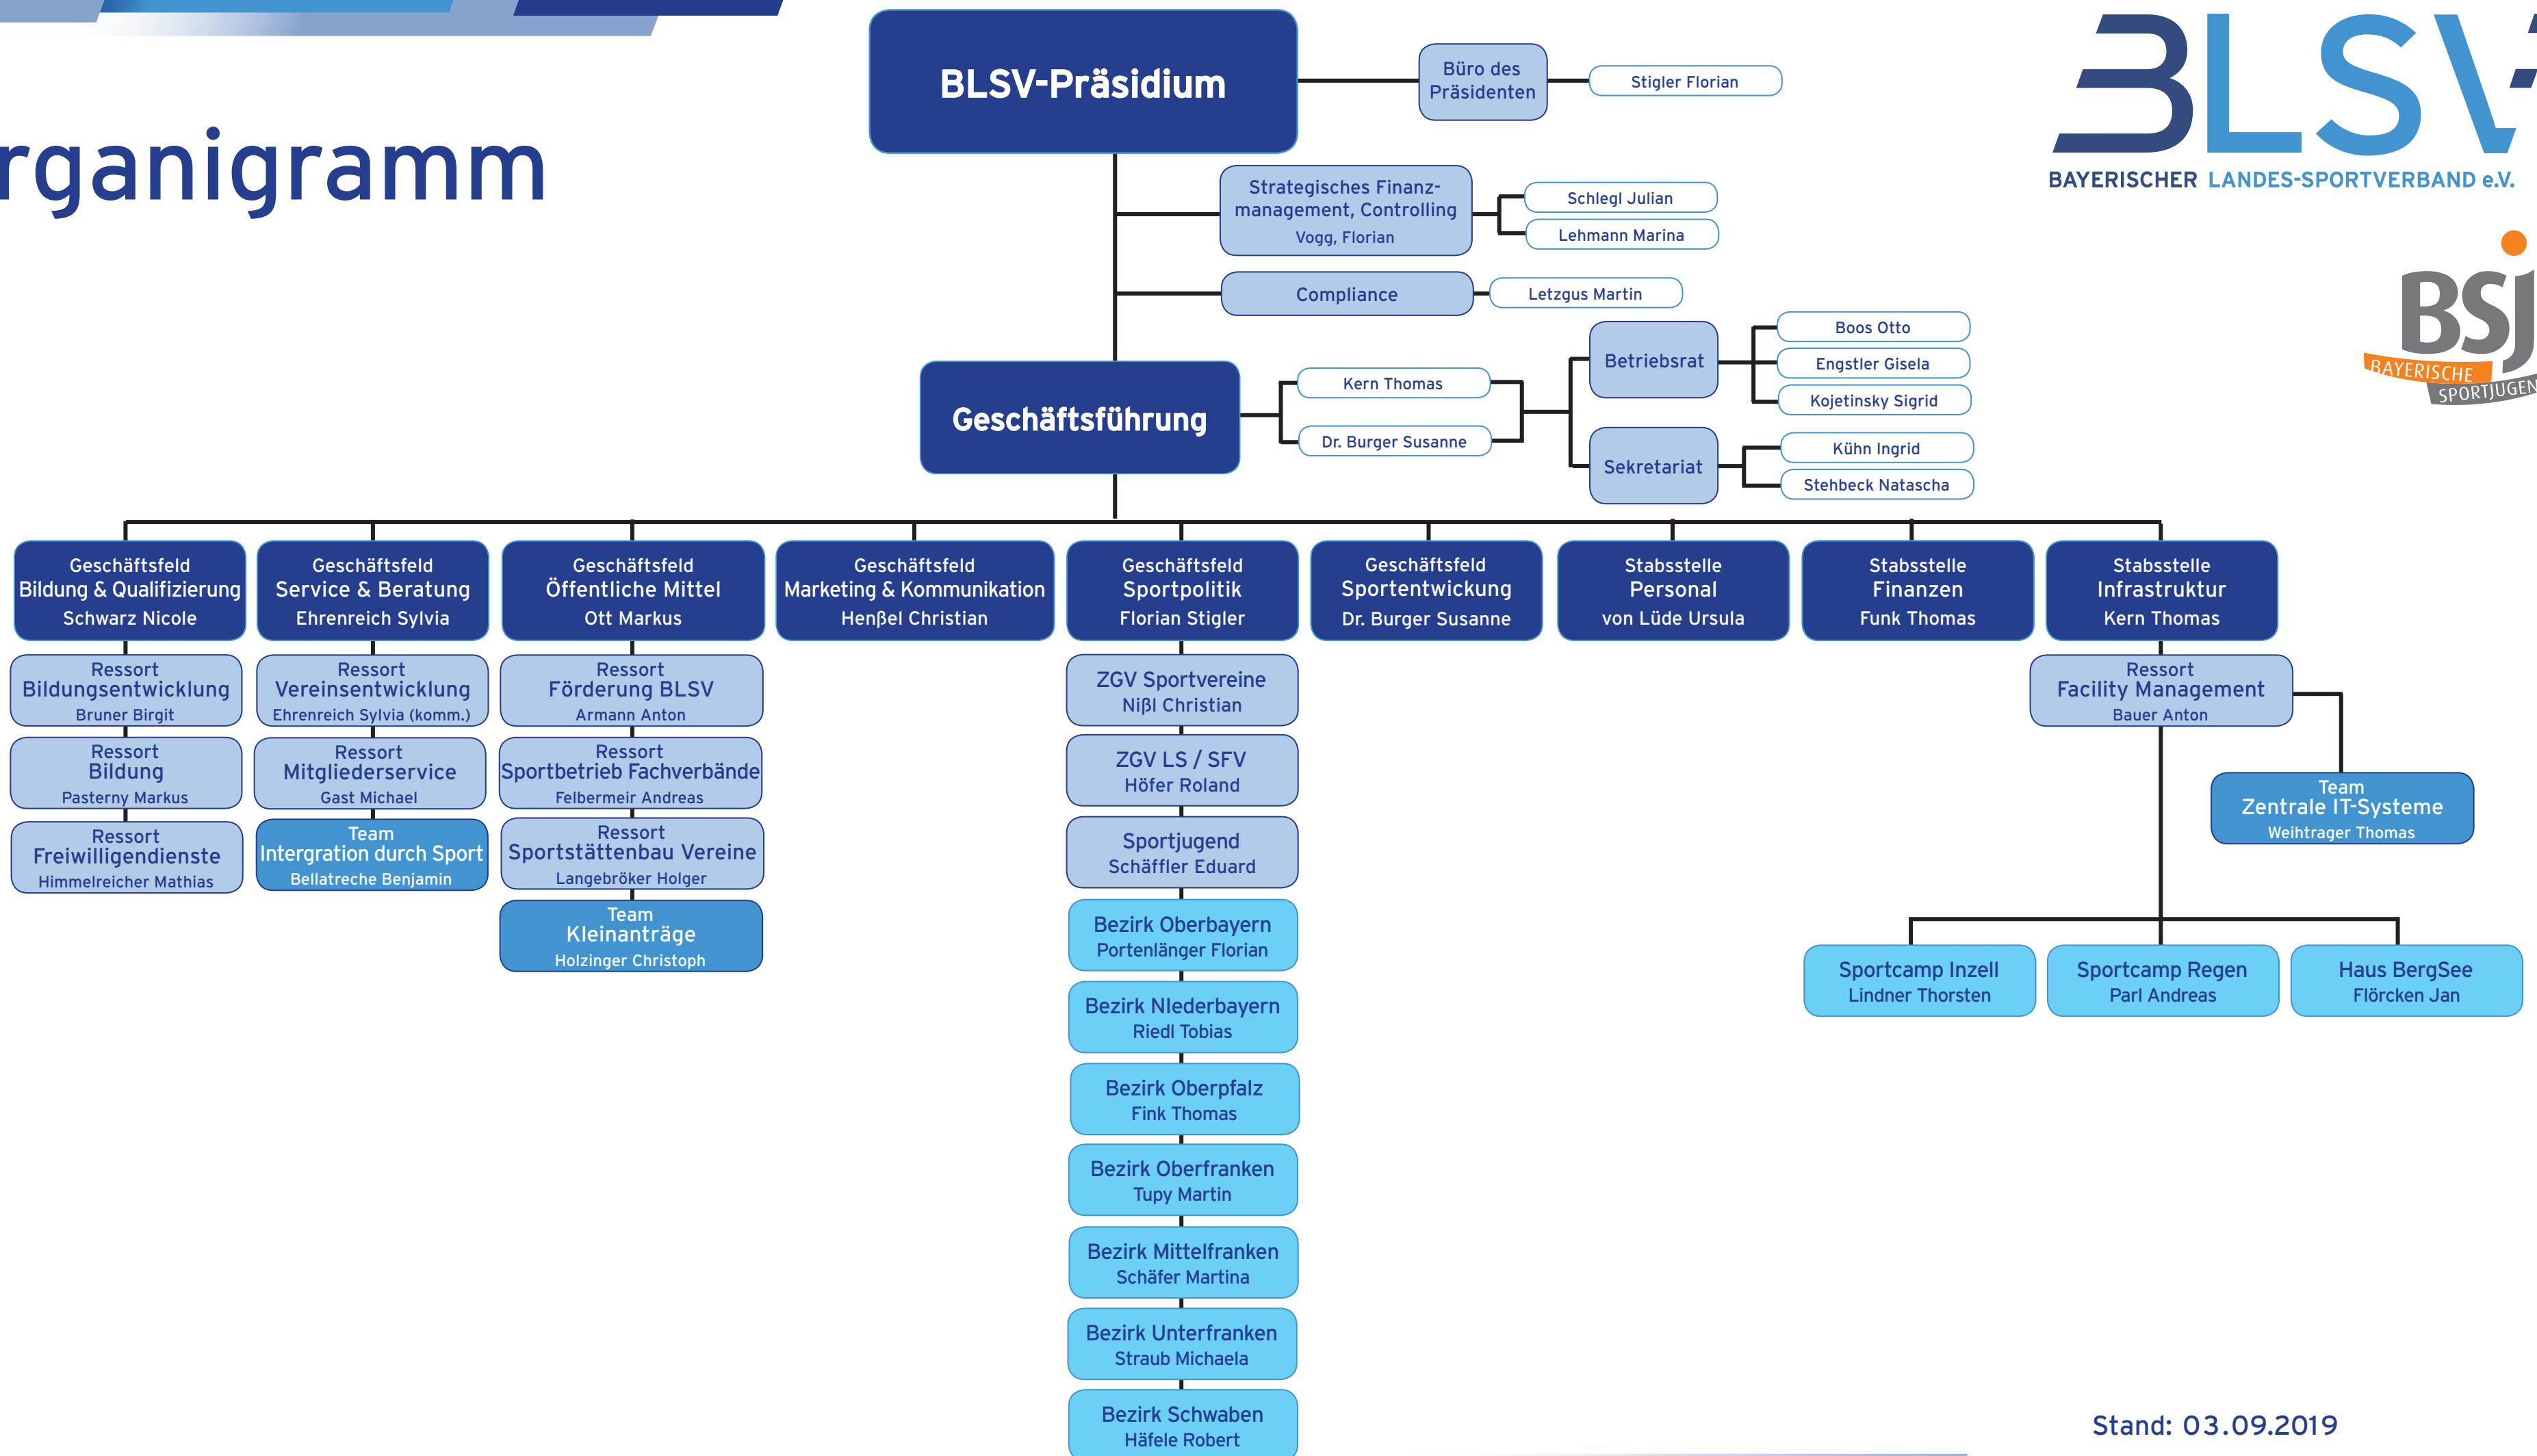 rganigramm
BLSV-Präsidium
Büro des
Präsidenten
Stigler Florian
BLSV
BAYERISCHER LANDES-SPORTVERBAND e.V.
Strategisches Finanz-
management, Controlling
Vogg, Florian
Schlegl Julian
Lehmann Marina
Compliance
Letzgus Martin
BSJ
BAYERISCHE
SPORTJUGEN
Geschäftsführung
Kern Thomas
Dr. Burger Susanne
Betriebsrat
Boos Otto
Engstler Gisela
Kojetinsky Sigrid
Sekretariat
Kühn Ingrid
Stehbeck Natascha
Geschäftsfeld
Bildung & Qualifizierung
Schwarz Nicole
Geschäftsfeld
Service & Beratung
Ehrenreich Sylvia
Geschäftsfeld
Öffentliche Mittel
Ott Markus
Geschäftsfeld
Marketing & Kommunikation
Henßel Christian
Geschäftsfeld
Sportpolitik
Florian Stigler
Geschäftsfeld
Sportentwickung
Dr. Burger Susanne
Stabsstelle
Personal
von Lüde Ursula
Stabsstelle
Finanzen
Funk Thomas
Stabsstelle
Infrastruktur
Kern Thomas
Ressort
Bildungsentwicklung
Bruner Birgit
Ressort
Bildung
Pasterny Markus
Ressort
Freiwilligendienste
Himmelreicher Mathias
Ressort
Vereinsentwicklung
Ehrenreich Sylvia (komm.)
Ressort
Mitgliederservice
Gast Michael
Team
Intergration durch Sport
Bellatreche Benjamin
Ressort
Förderung BLSV
Armann Anton
Ressort
Sportbetrieb Fachverbände
Felbermeir Andreas
Ressort
Sportstättenbau Vereine
Langebröker Holger
Team
Kleinanträge
Holzinger Christoph
ZGV Sportvereine
Nißl Christian
ZGV LS / SFV
Höfer Roland
Sportjugend
Schäffler Eduard
Bezirk Oberbayern
Portenlänger Florian
Bezirk NIederbayern
Riedl Tobias
Bezirk Oberpfalz
Fink Thomas
Bezirk Oberfranken
Tupy Martin
Bezirk Mittelfranken
Schäfer Martina
Bezirk Unterfranken
Straub Michaela
Bezirk Schwaben
Häfele Robert
Ressort
Facility Management
Bauer Anton
Team
Zentrale IT-Systeme
Weihtrager Thomas
Sportcamp Inzell
Lindner Thorsten
Sportcamp Regen
Parl Andreas
Haus BergSee
Flörcken Jan
Stand: 03.09.2019